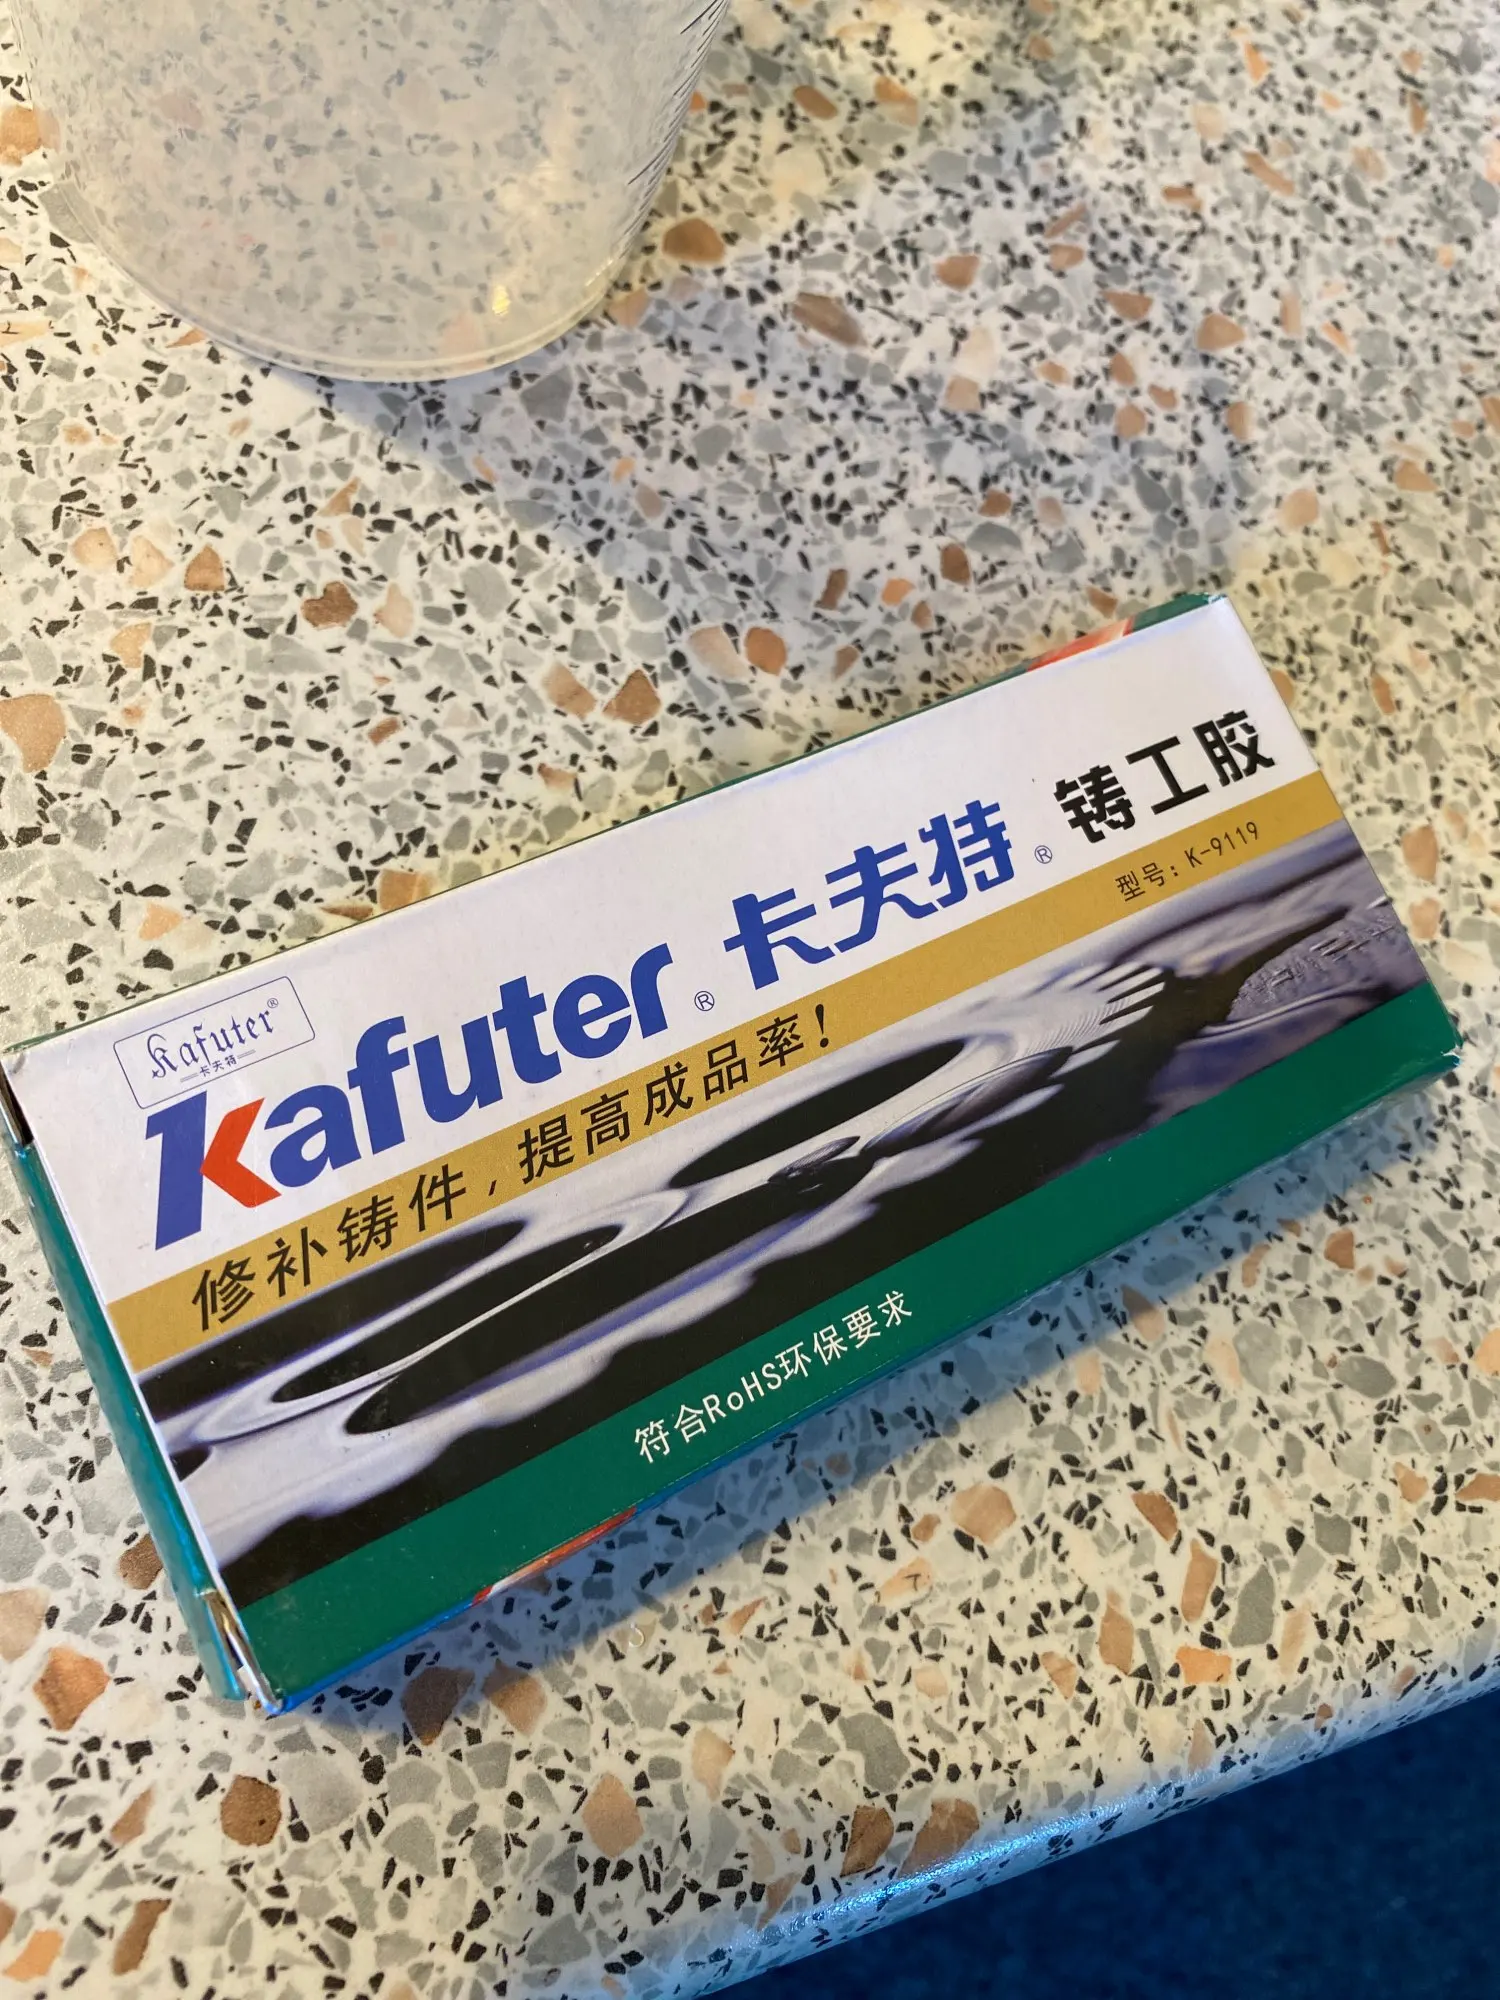 Kafuter®
卡夫特
Kafuter® 卡夫特® 铸工胶
型号: K-9119
修补铸件，提高成品率!
符合RoHS环保要求